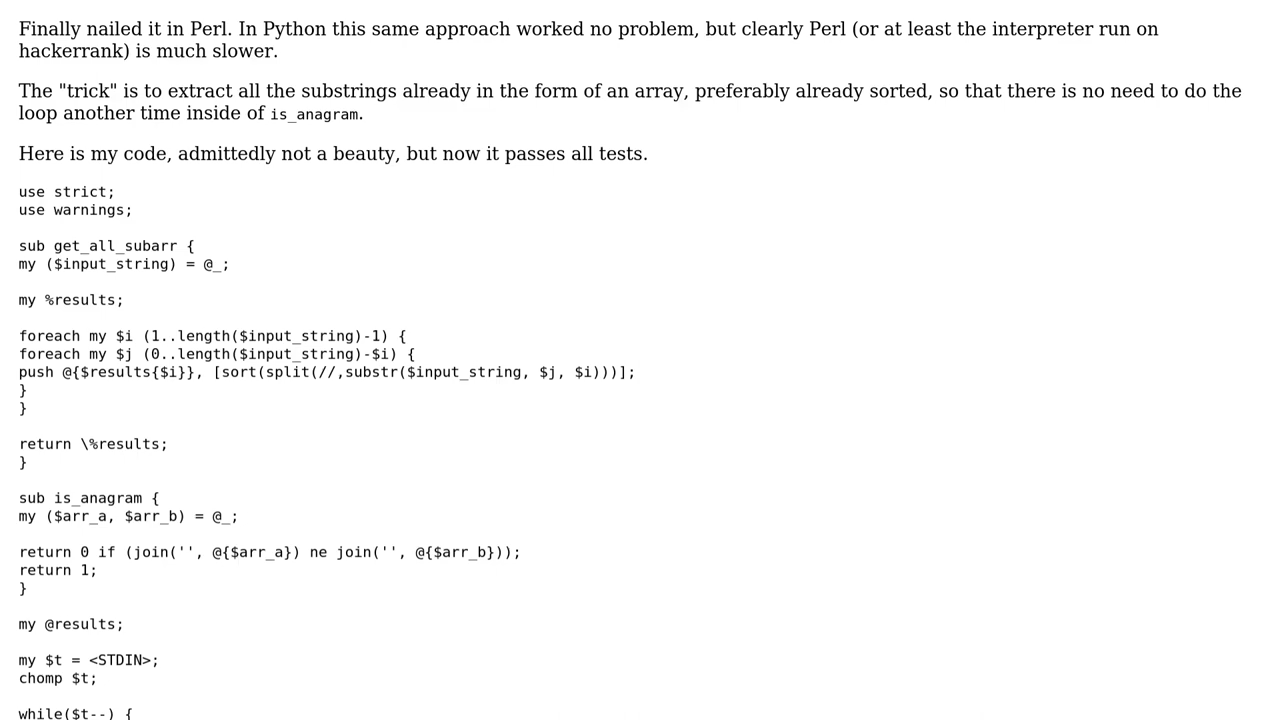 Finally nailed it in Perl. In Python this same approach worked no problem, but clearly Perl (or at least the interpreter run on
hackerrank) is much slower.
The "trick" is to extract all the substrings already in the form of an array, preferably already sorted, so that there is no need to do the
loop another time inside of is_anagram.
Here is my code, admittedly not a beauty, but now it passes all tests.
use strict;
use warnings;
sub get_all_subarr {
my ($input_string) = @_;
my %results;
foreach my $i (1..length($input_string)-1) {
foreach my $j (0..length($input_string)-$i) {
push @{$results{$i}}, [sort(split(//,substr($input_string, $j, $i)))];
}
}
return \%results;
}
sub is_anagram {
my ($arr_a, $arr_b) = @_;
return 0 if (join('', @{$arr_a}) ne join('', @{$arr_b}));
return 1;
}
my @results;
my $t = <STDIN>;
chomp $t;
while($t--) {